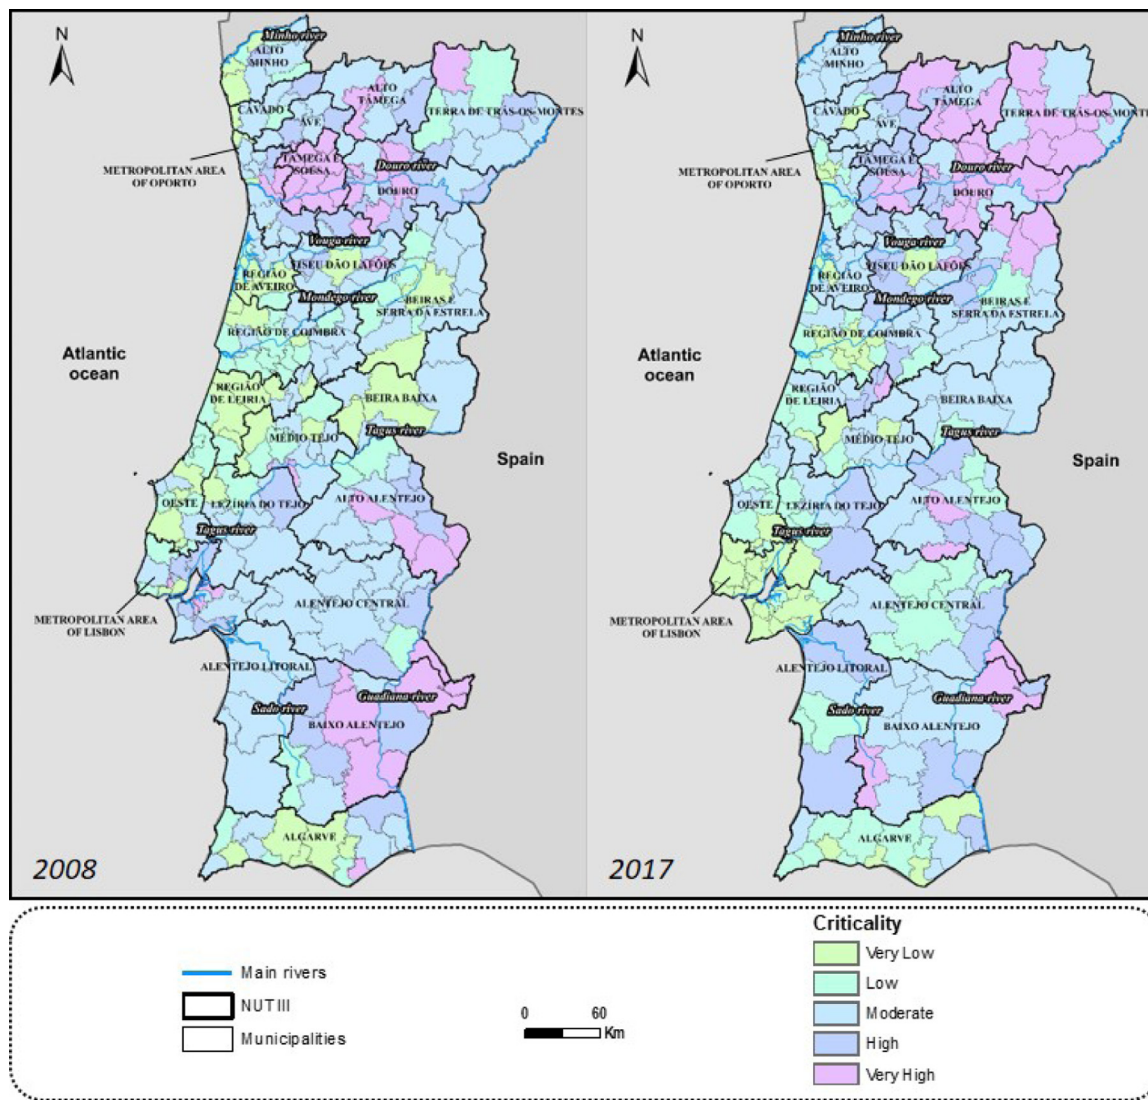 N
Minho river
ALTO
MINHO
CÁVADO
AVE
ALTO
TÂMEGA
TERRA DE TRÁS-OS-MONTES
METROPOLITAN AREA
OF OPORTO
TÂMEGA E
SOUSA
Douro river
DOURO
Vouga river
VISEU DÃO LAFÕES
REGIÃO
DE AVEIRO
Mondego river
BEIRAS E
SERRA DA ESTRELA
REGIÃO DE COIMBRA
Atlantic
ocean
REGIÃO
DE LEIRIA
BEIRA BAIXA
MÉDIO TEJO
Tagus river
Spain
OESTE
LEZÍRIA DO TEJO
ALTO ALENTEJO
Tagus river
METROPOLITAN AREA
OF LISBON
ALENTEJO CENTRAL
ALENTEJO LITORAL
Guadiana river
Sado river
BAIXO ALENTEJO
ALGARVE
2008
N
Minho river
ALTO
MINHO
CÁVADO
AVE
ALTO
TÂMEGA
TERRA DE TRÁS-OS-MONTE
METROPOLITAN AREA
OF OPORTO
TÂMEGA E
SOUSA
Douro river
DOURO
Vouga river
VISEU DÃO LAFÕES
REGIÃO
DE AVEIRO
Mondego river
BEIRAS E
SERRA DA ESTRELA
REGIÃO DE COIMBRA
Atlantic
ocean
REGIÃO
DE LEIRIA
BEIRA BAIXA
MÉDIO TEJO
Tagus river
Spain
OESTE
LEZÍRIA DO TEJO
ALTO ALENTEJO
Tagus river
METROPOLITAN AREA
OF LISBON
ALENTEJO CENTRAL
ALENTEJO LITORAL
Guadiana river
Sado river
BAIXO ALENTEJO
ALGARVE
2017
Main rivers
NUT III
Municipalities
0 60
Km
Criticality
Very Low
Low
Moderate
High
Very High